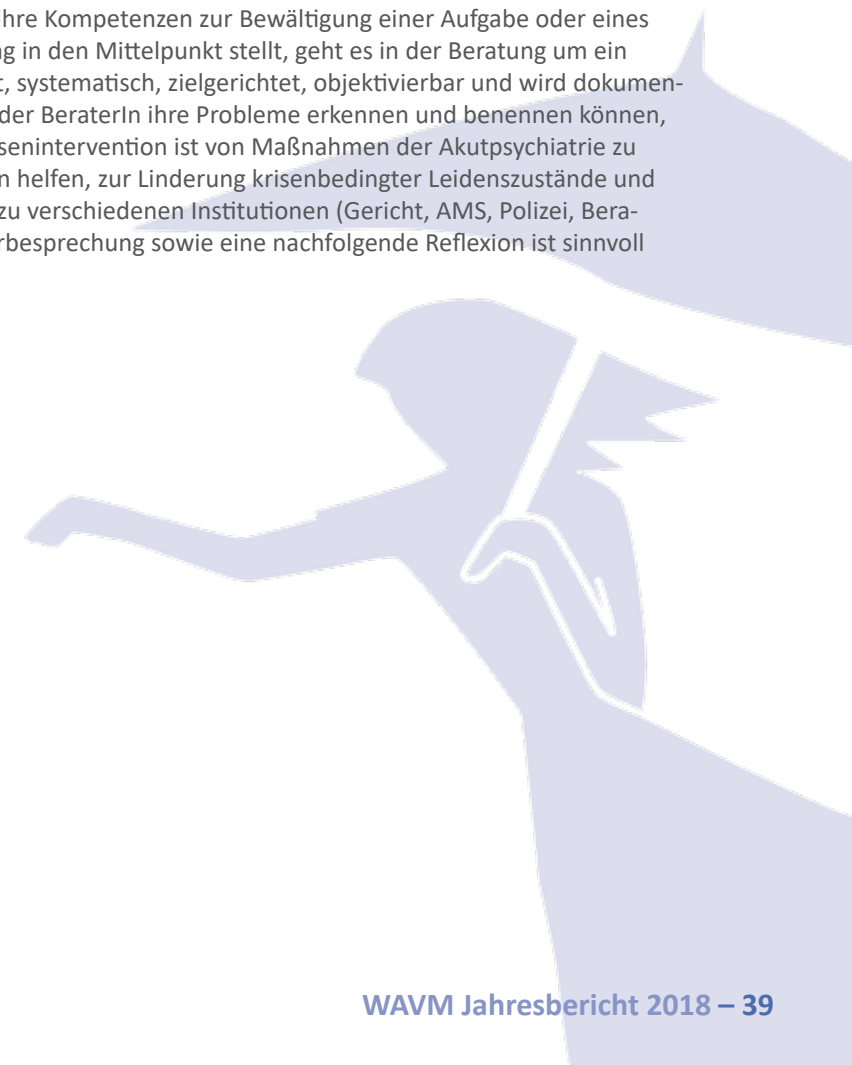 ihre Kompetenzen zur Bewältigung einer Aufgabe oder eines
g in den Mittelpunkt stellt, geht es in der Beratung um ein
t, systematisch, zielgerichtet, objektivierbar und wird dokumen-
der BeraterIn ihre Probleme erkennen und benennen können,
senintervention ist von Maßnahmen der Akutpsychiatrie zu
n helfen, zur Linderung krisenbedingter Leidenszustände und
zu verschiedenen Institutionen (Gericht, AMS, Polizei, Bera-
rbesprechung sowie eine nachfolgende Reflexion ist sinnvoll
WAVM Jahresbericht 2018 – 39